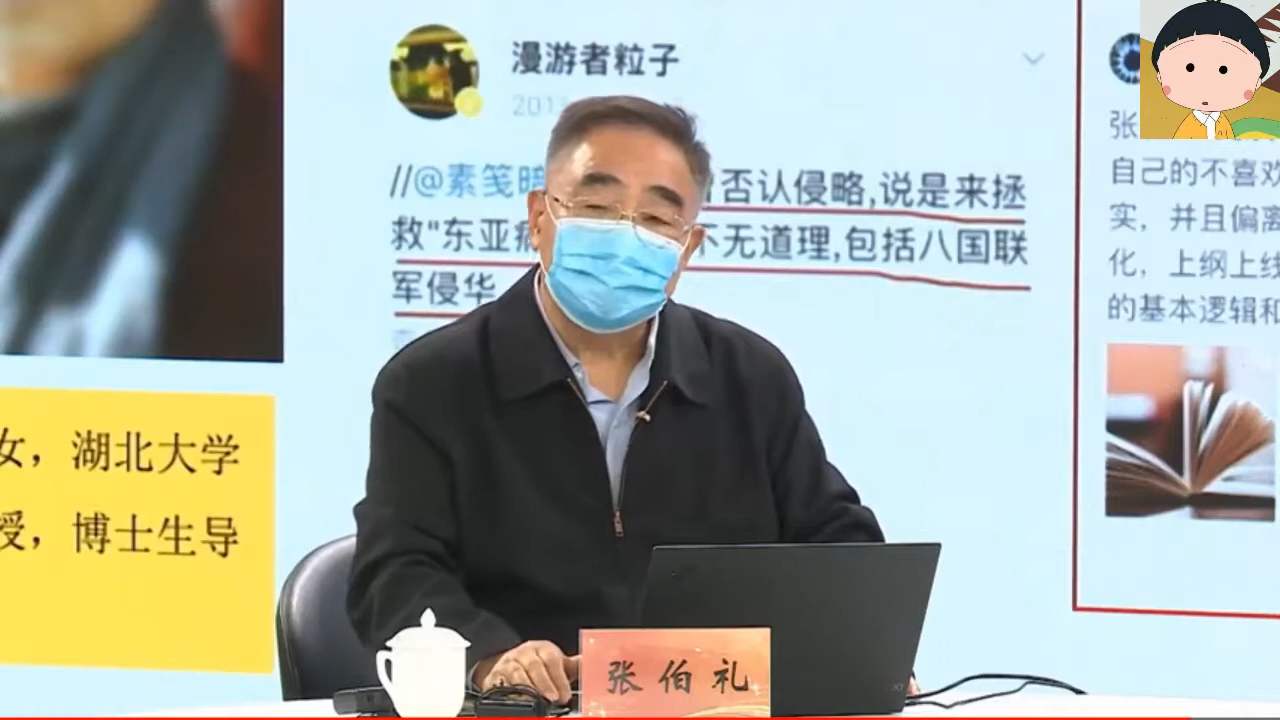 漫游者粒子
201
//@素笺暗 否认侵略,说是来拯
救"东亚病 不无道理,包括八国联
军侵华
女，湖北大学
授，博士生导
张
自己的不喜欢
实，并且偏离
化，上纲上线
的基本逻辑和
张伯礼